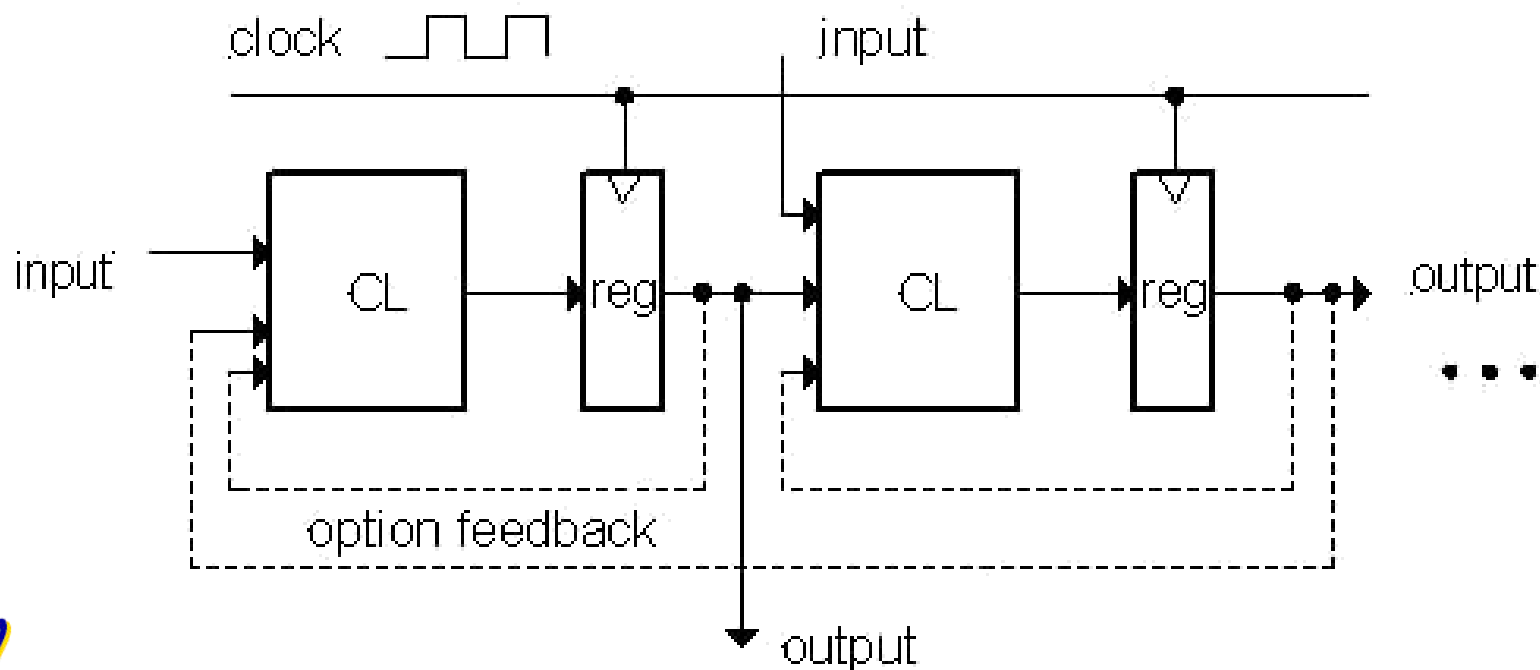 clock
input
input
CL
reg
CL
reg
output
option feedback
output